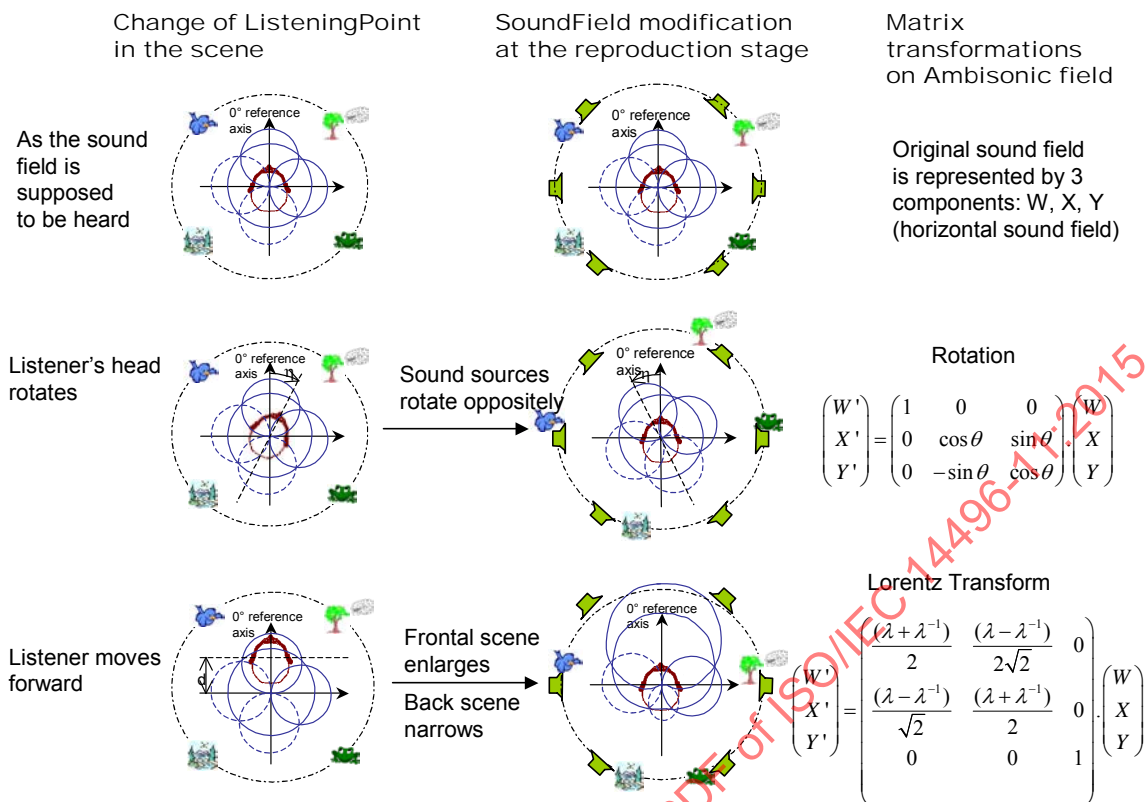 Change of ListeningPoint
in the scene
SoundField modification
at the reproduction stage
Matrix
transformations
on Ambisonic field
As the sound
field is
supposed
to be heard
0° reference
axis
0° reference
axis
Original sound field
is represented by 3
components: W, X, Y
(horizontal sound field)
Listener's head
rotates
0° reference
axis η
Sound sources
rotate oppositely
0° reference
axis η
Rotation
(W' X' Y') = (1 0 0; 0 cosθ sinθ; 0 −sinθ cosθ) · (W X Y)
Listener moves
forward
0° reference
axis
d
Frontal scene
enlarges
Back scene
narrows
0° reference
axis
Lorentz Transform
(W' X' Y') = ((λ+λ⁻¹)/2 (λ−λ⁻¹)/2√2 0; (λ−λ⁻¹)/√2 (λ+λ⁻¹)/2 0; 0 0 1) · (W X Y)
PDF of ISO/IEC 14496-11:2015